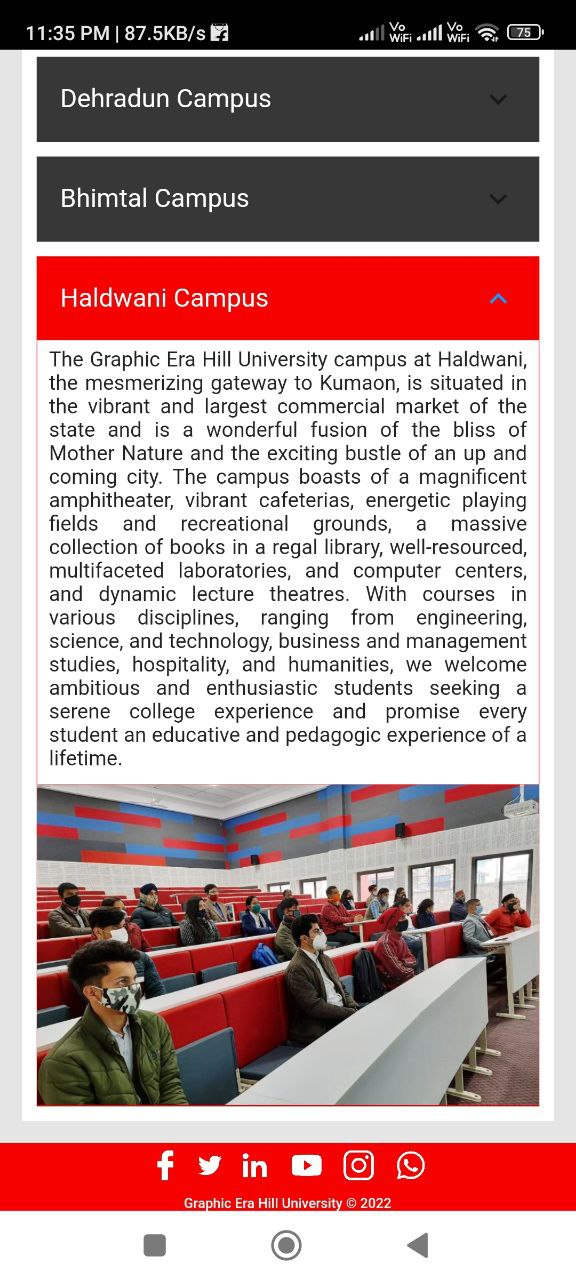 11:35 PM | 87.5KB/s
Vo WiFi Vo WiFi 75
Dehradun Campus
Bhimtal Campus
Haldwani Campus
The Graphic Era Hill University campus at Haldwani,
the mesmerizing gateway to Kumaon, is situated in
the vibrant and largest commercial market of the
state and is a wonderful fusion of the bliss of
Mother Nature and the exciting bustle of an up and
coming city. The campus boasts of a magnificent
amphitheater, vibrant cafeterias, energetic playing
fields and recreational grounds, a massive
collection of books in a regal library, well-resourced,
multifaceted laboratories, and computer centers,
and dynamic lecture theatres. With courses in
various disciplines, ranging from engineering,
science, and technology, business and management
studies, hospitality, and humanities, we welcome
ambitious and enthusiastic students seeking a
serene college experience and promise every
student an educative and pedagogic experience of a
lifetime.
Graphic Era Hill University © 2022